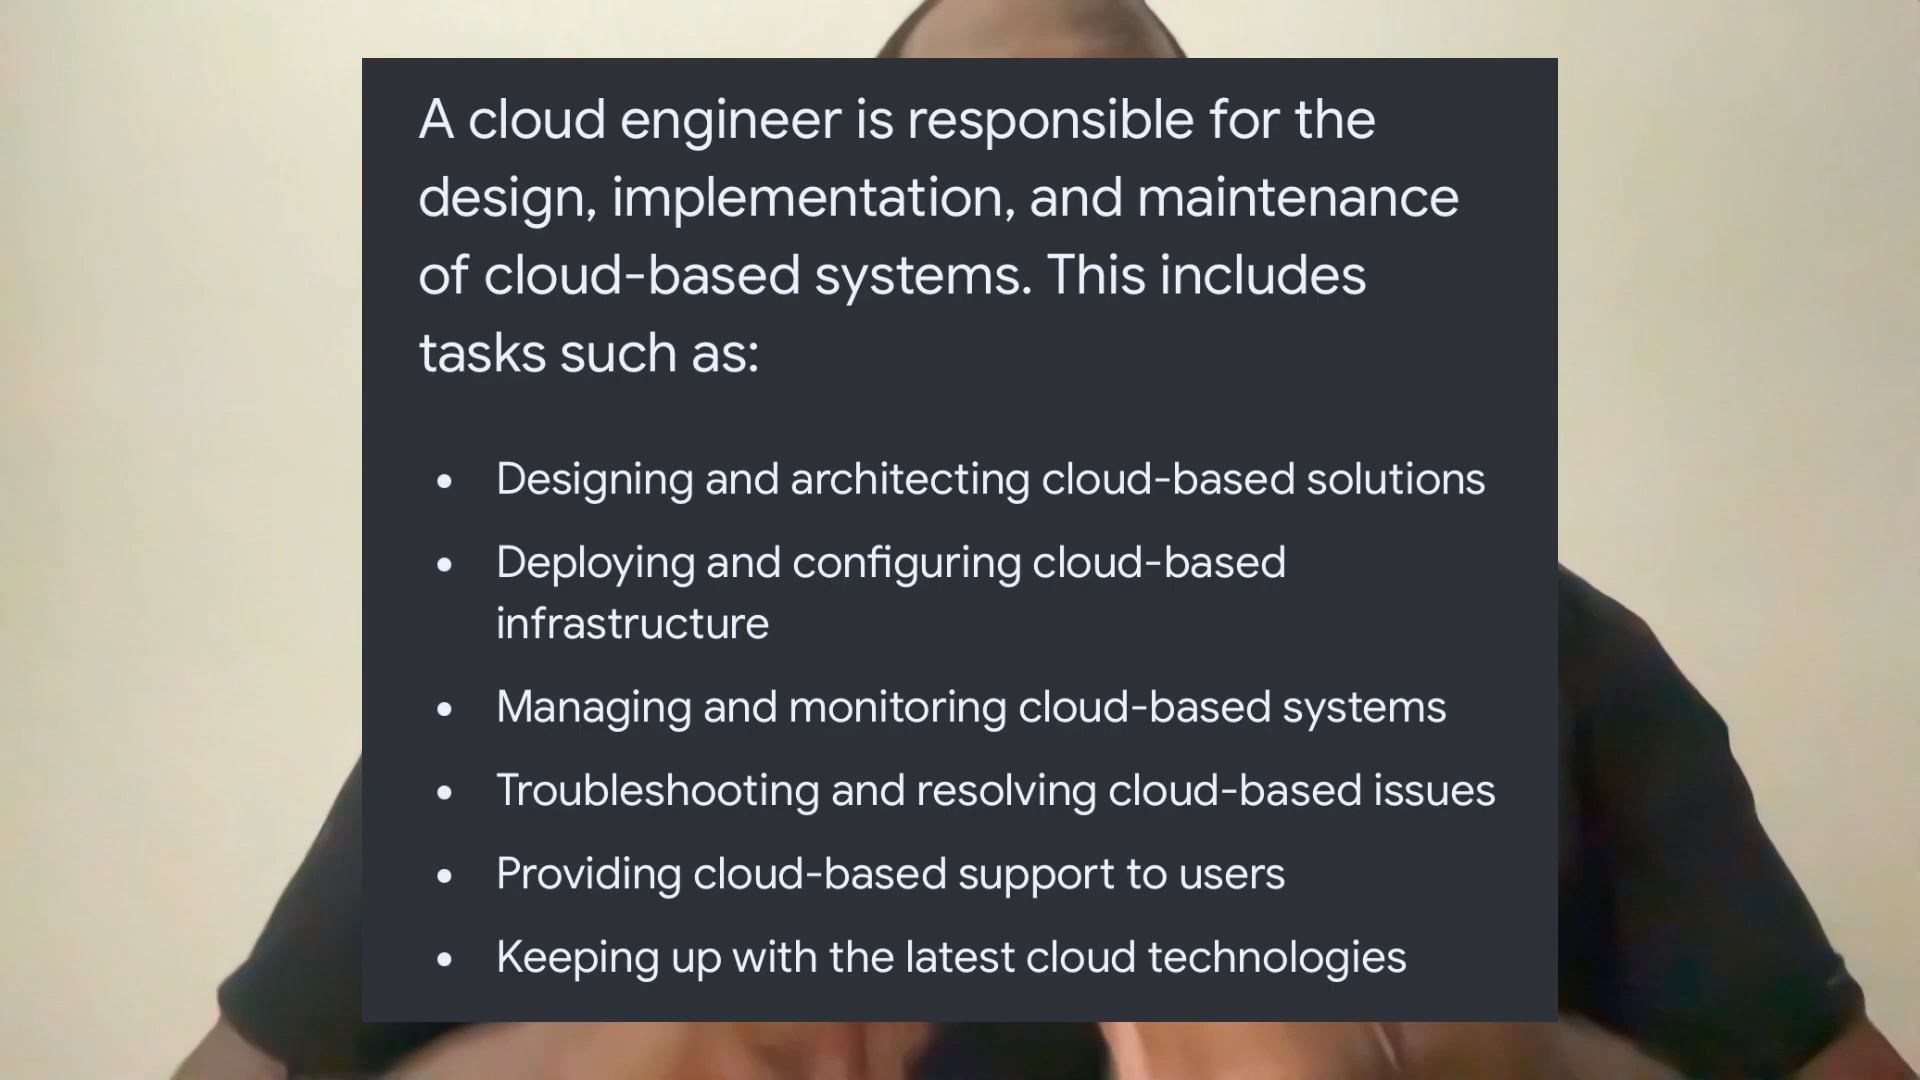 A cloud engineer is responsible for the
design, implementation, and maintenance
of cloud-based systems. This includes
tasks such as:
• Designing and architecting cloud-based solutions
• Deploying and configuring cloud-based
infrastructure
• Managing and monitoring cloud-based systems
• Troubleshooting and resolving cloud-based issues
• Providing cloud-based support to users
• Keeping up with the latest cloud technologies